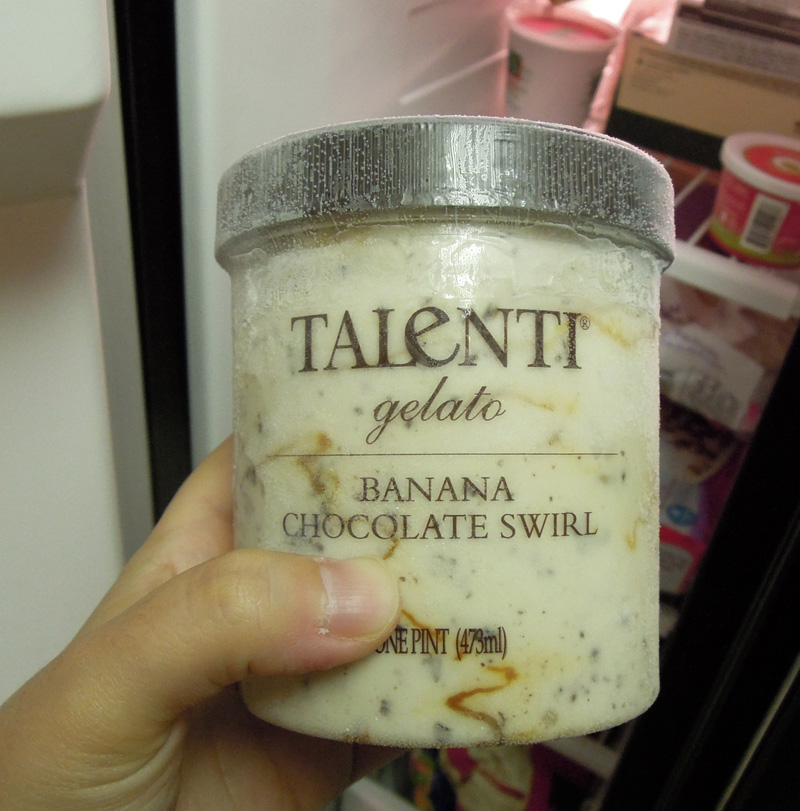 TALeNTI®
gelato
BANANA
CHOCOLATE SWIRL
ONE PINT (473ml)